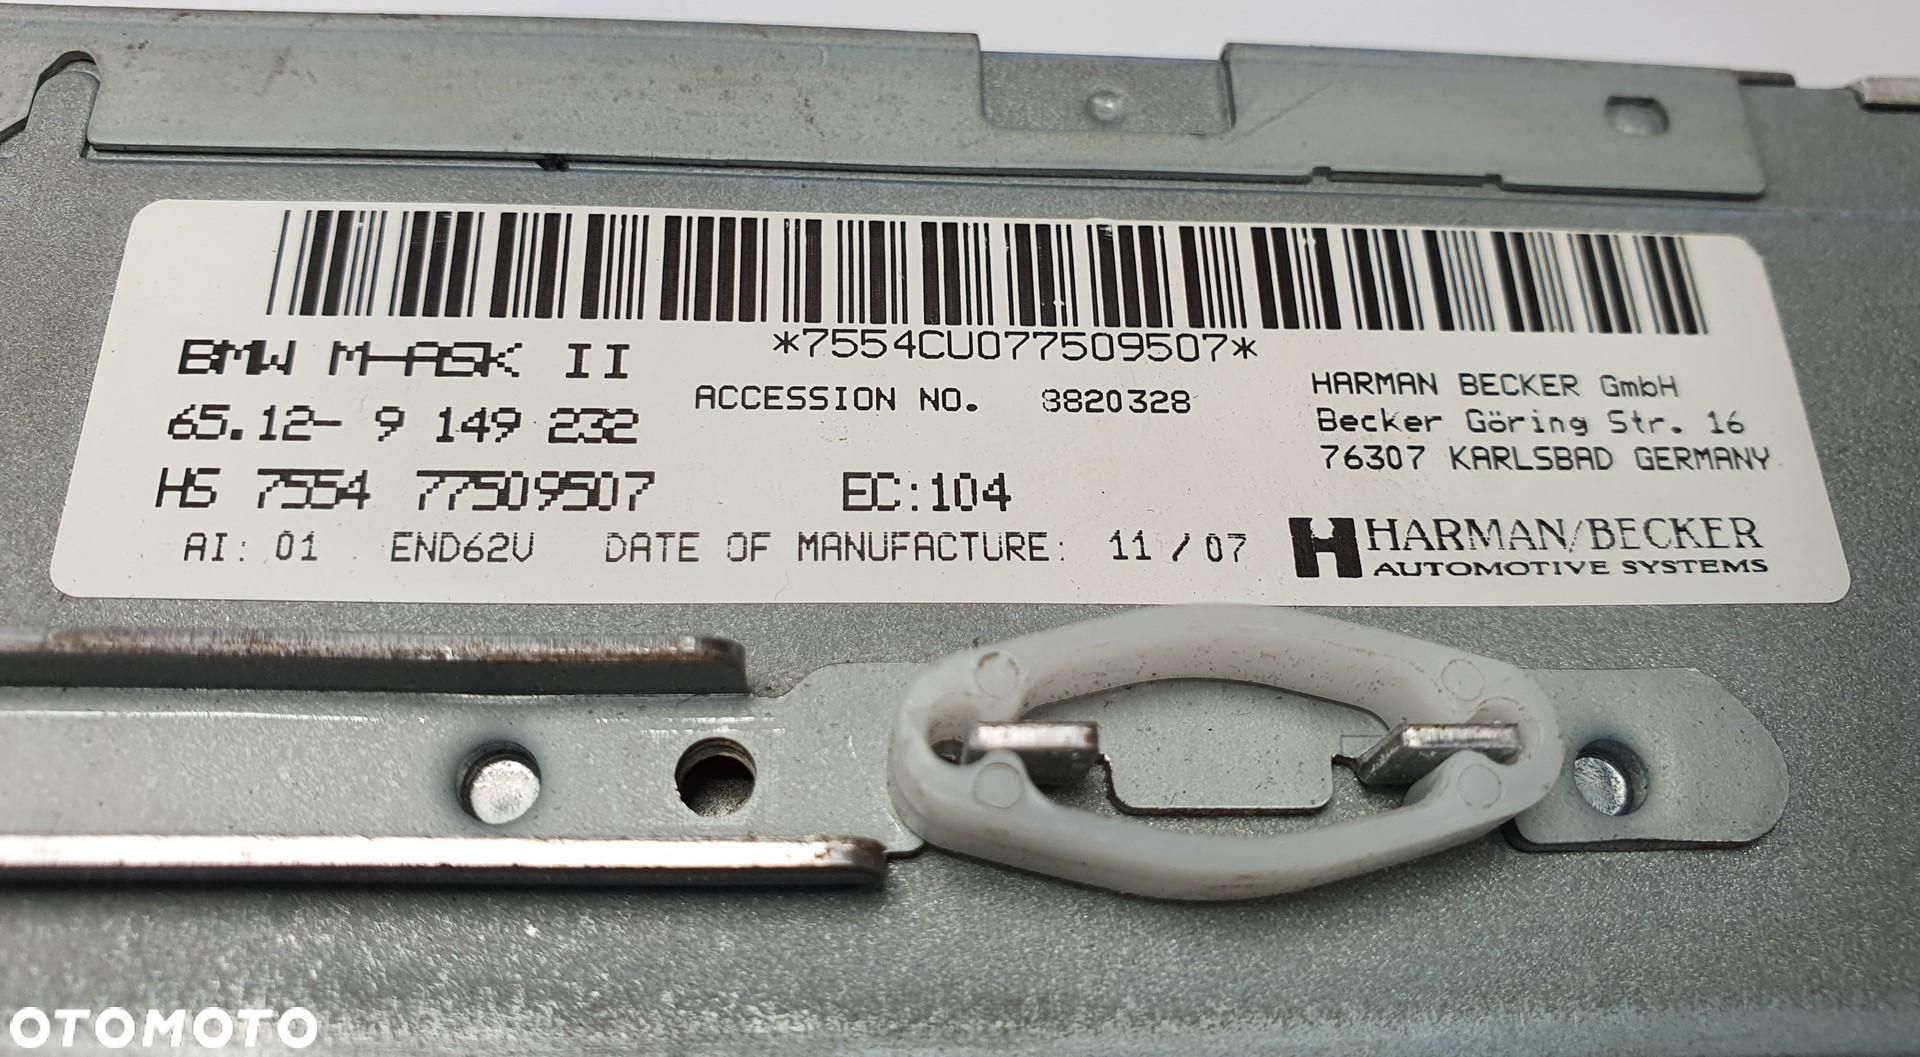 *7554CU077509507*
BMW M-ASK II
ACCESSION NO. 8820328
65.12- 9 149 232
HS 7554 77509507
EC:104
HARMAN BECKER GmbH
Becker Göring Str. 16
76307 KARLSBAD GERMANY
AI: 01 END62V DATE OF MANUFACTURE: 11 / 07
HARMAN/BECKER
AUTOMOTIVE SYSTEMS
OTOMOTO